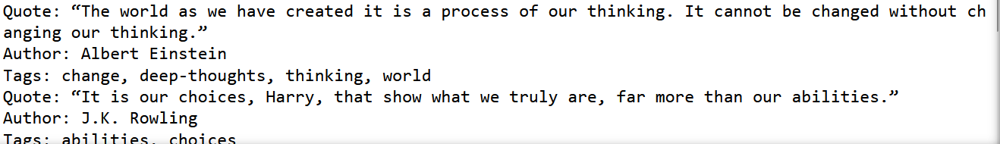 Quote: “The world as we have created it is a process of our thinking. It cannot be changed without ch
anging our thinking.”
Author: Albert Einstein
Tags: change, deep-thoughts, thinking, world
Quote: “It is our choices, Harry, that show what we truly are, far more than our abilities.”
Author: J.K. Rowling
Tags: abilities, choices